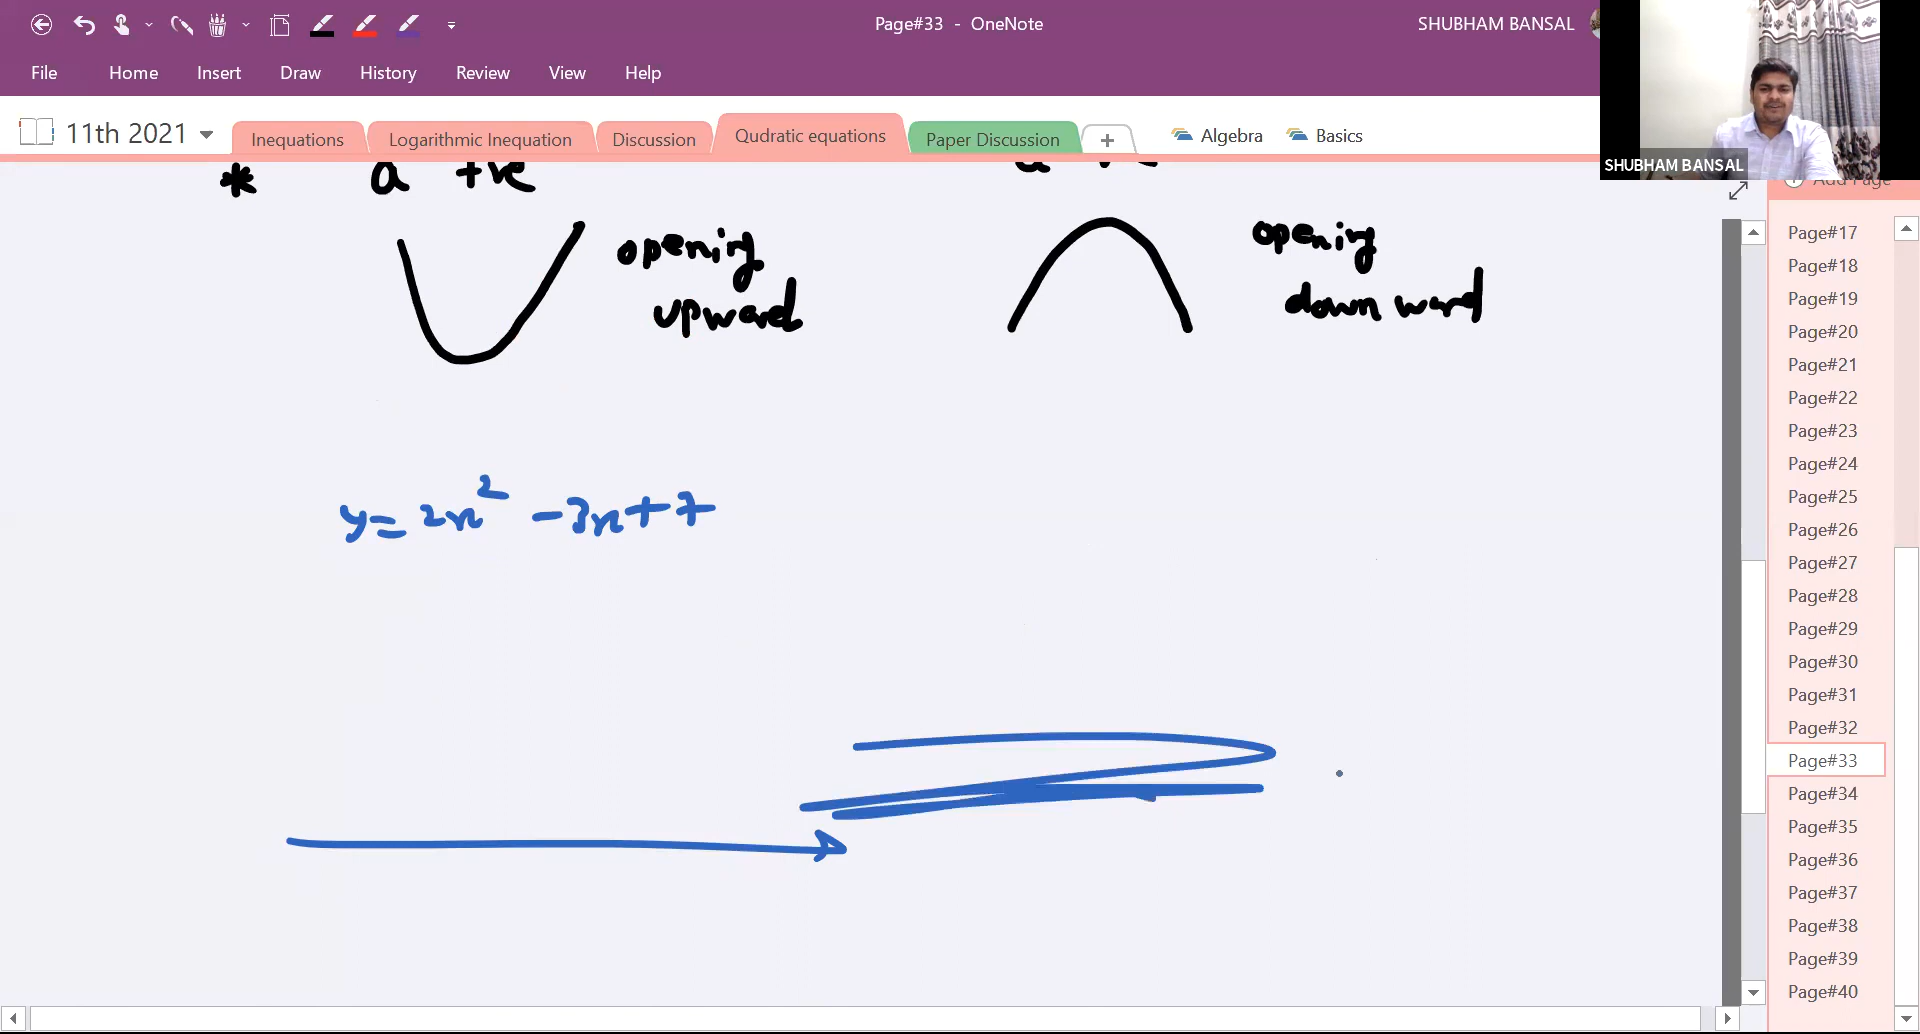 Page#33 - OneNote
SHUBHAM BANSAL
File Home Insert Draw History Review View Help
11th 2021 Inequations Logarithmic Inequation Discussion Qudratic equations Paper Discussion + Algebra Basics
SHUBHAM BANSAL
Add Page
* a +ve
opening
upward
opening
down ward
y = 2x² - 3x + 7
Page#17
Page#18
Page#19
Page#20
Page#21
Page#22
Page#23
Page#24
Page#25
Page#26
Page#27
Page#28
Page#29
Page#30
Page#31
Page#32
Page#33
Page#34
Page#35
Page#36
Page#37
Page#38
Page#39
Page#40